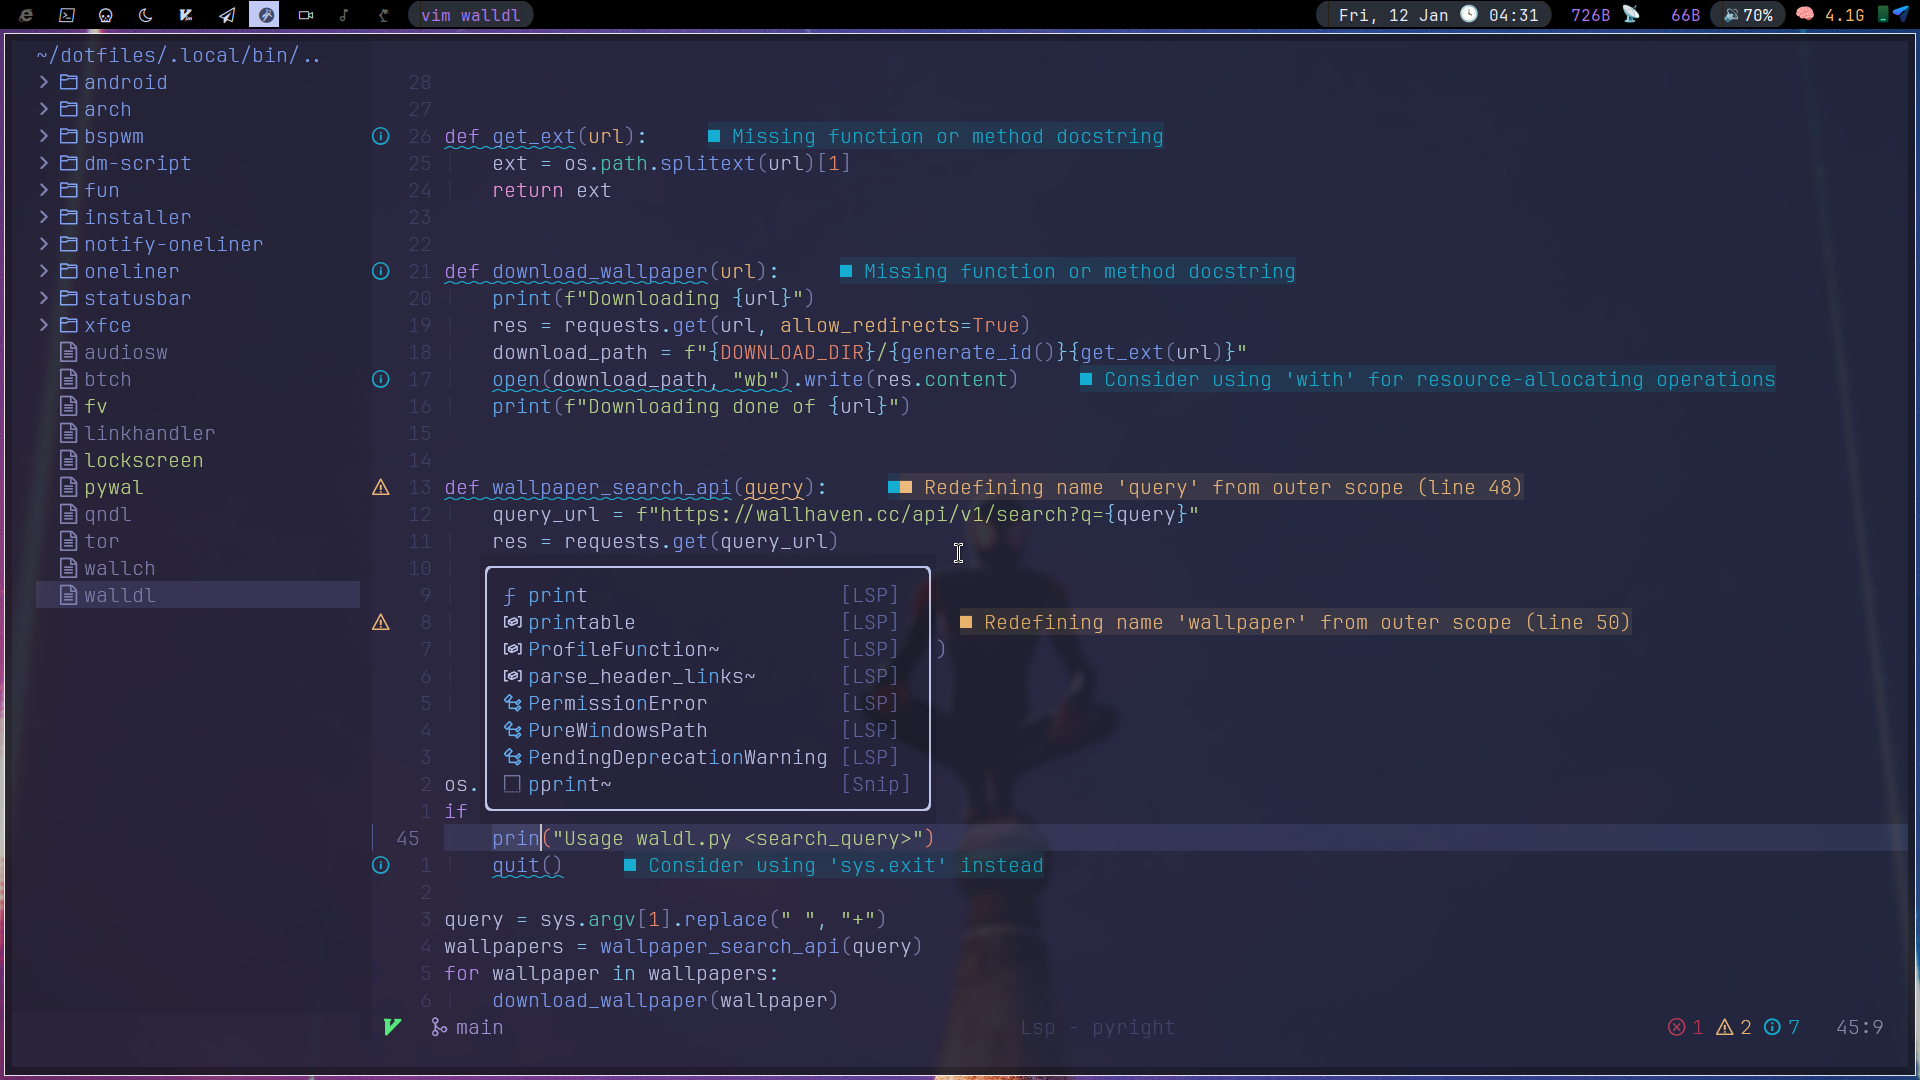 vim walldl
Fri, 12 Jan 04:31 726B 66B 70% 4.1G
~/dotfiles/.local/bin/..
android
arch
bspwm
dm-script
fun
installer
notify-oneliner
oneliner
statusbar
xfce
audiosw
btch
fv
linkhandler
lockscreen
pywal
qndl
tor
wallch
walldl
28
27
26 def get_ext(url): Missing function or method docstring
25 ext = os.path.splitext(url)[1]
24 return ext
23
22
21 def download_wallpaper(url): Missing function or method docstring
20 print(f"Downloading {url}")
19 res = requests.get(url, allow_redirects=True)
18 download_path = f"{DOWNLOAD_DIR}/{generate_id()}{get_ext(url)}"
17 open(download_path, "wb").write(res.content) Consider using 'with' for resource-allocating operations
16 print(f"Downloading done of {url}")
15
14
13 def wallpaper_search_api(query): Redefining name 'query' from outer scope (line 48)
12 query_url = f"https://wallhaven.cc/api/v1/search?q={query}"
11 res = requests.get(query_url)
10
9 print [LSP]
8 printable [LSP] Redefining name 'wallpaper' from outer scope (line 50)
7 ProfileFunction~ [LSP] )
6 parse_header_links~ [LSP]
5 PermissionError [LSP]
4 PureWindowsPath [LSP]
3 PendingDeprecationWarning [LSP]
2 os. pprint~ [Snip]
1 if
45 prin("Usage waldl.py <search_query>")
1 quit() Consider using 'sys.exit' instead
2
3 query = sys.argv[1].replace(" ", "+")
4 wallpapers = wallpaper_search_api(query)
5 for wallpaper in wallpapers:
6 download_wallpaper(wallpaper)
main Lsp - pyright 1 2 7 45:9